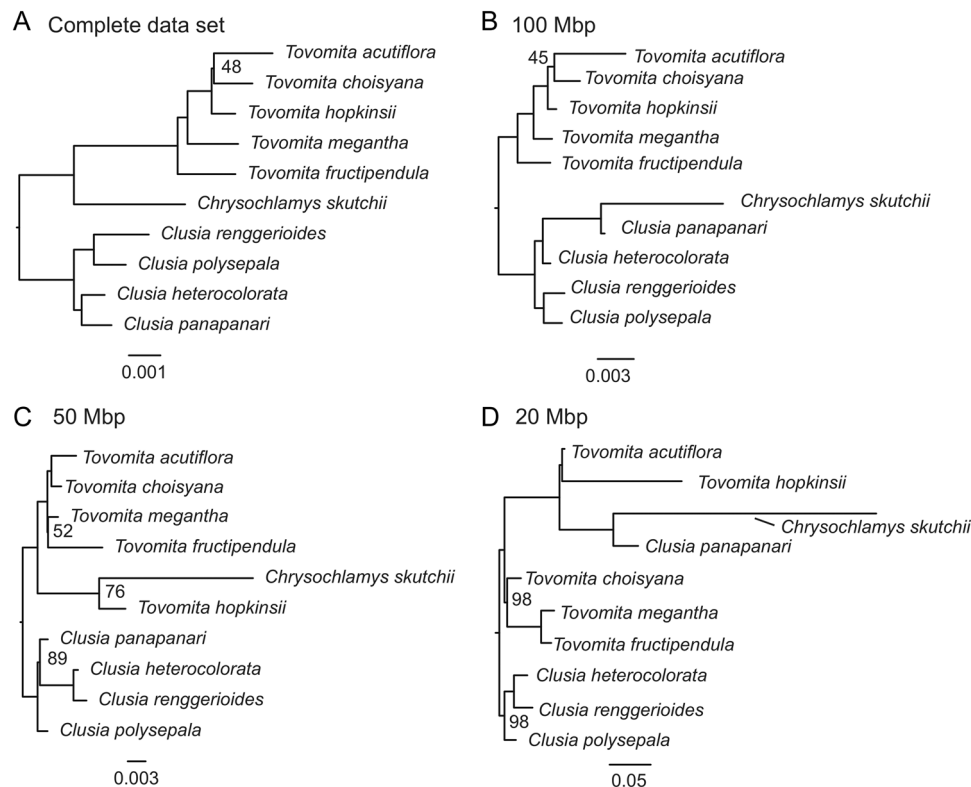 A Complete data set
Tovomita acutiflora
48
Tovomita choisyana
Tovomita hopkinsii
Tovomita megantha
Tovomita fructipendula
Chrysochlamys skutchii
Clusia renggerioides
Clusia polysepala
Clusia heterocolorata
Clusia panapanari
0.001
B 100 Mbp
45
Tovomita acutiflora
Tovomita choisyana
Tovomita hopkinsii
Tovomita megantha
Tovomita fructipendula
Chrysochlamys skutchii
Clusia panapanari
Clusia heterocolorata
Clusia renggerioides
Clusia polysepala
0.003
C 50 Mbp
Tovomita acutiflora
Tovomita choisyana
Tovomita megantha
52
Tovomita fructipendula
Chrysochlamys skutchii
76
Tovomita hopkinsii
Clusia panapanari
89
Clusia heterocolorata
Clusia renggerioides
Clusia polysepala
0.003
D 20 Mbp
Tovomita acutiflora
Tovomita hopkinsii
Chrysochlamys skutchii
Clusia panapanari
Tovomita choisyana
98
Tovomita megantha
Tovomita fructipendula
Clusia heterocolorata
Clusia renggerioides
98
Clusia polysepala
0.05